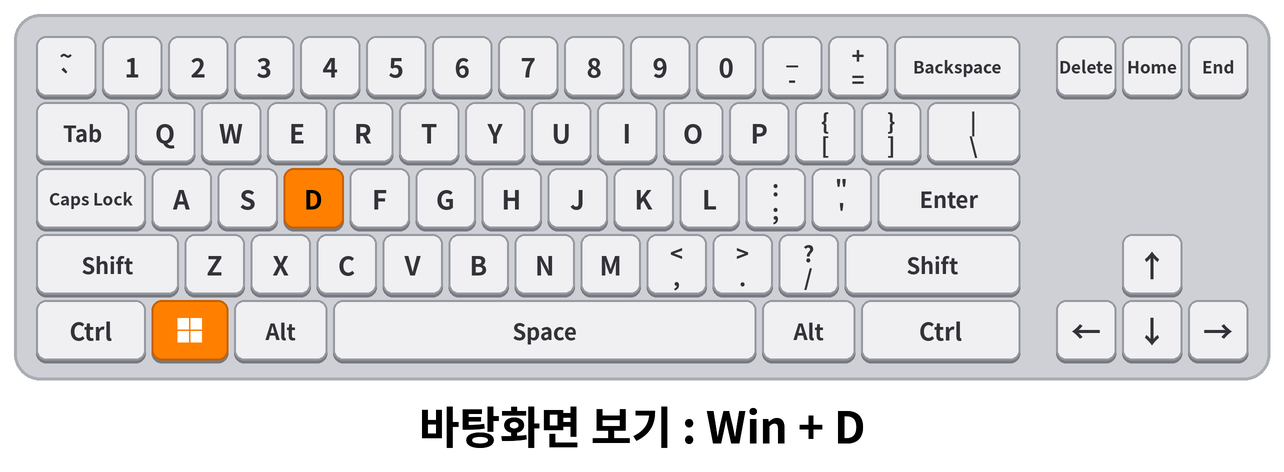 ~ ` 1 2 3 4 5 6 7 8 9 0 _ - + = Backspace Delete Home End
Tab Q W E R T Y U I O P { [ } ] | \
Caps Lock A S D F G H J K L : ; " ' Enter
Shift Z X C V B N M < , > . ? / Shift ↑
Ctrl Alt Space Alt Ctrl ← ↓ →
바탕화면 보기 : Win + D